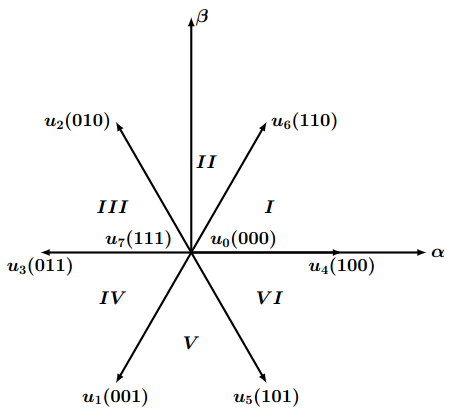 β
u₂(010)
u₆(110)
II
III
I
u₇(111)
u₀(000)
α
u₃(011)
u₄(100)
IV
VI
V
u₁(001)
u₅(101)